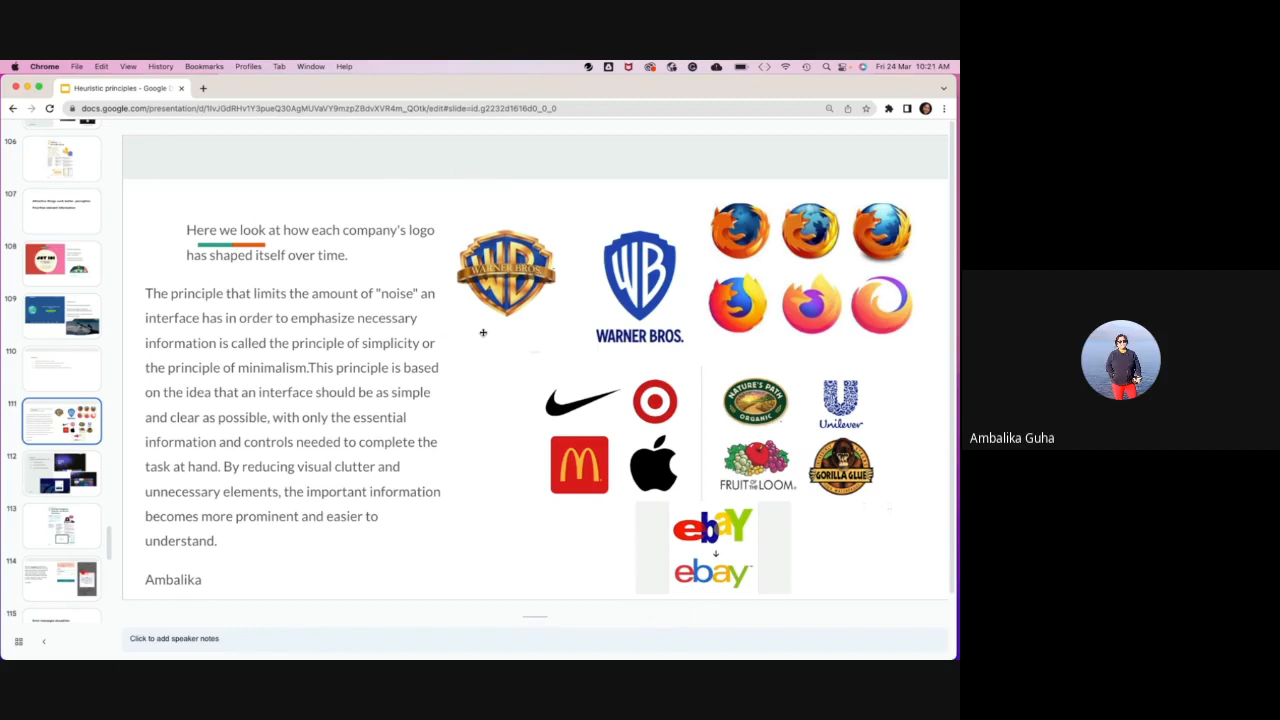 Chrome File Edit View History Bookmarks Profiles Tab Window Help Fri 24 Mar 10:21 AM
Heuristic principles - Google
docs.google.com/presentation/d/1IvJGdRHv1Y3pueQ30AgMUVaVY9mzpZBdvXVR4m_QOtk/edit#slide=id.g2232d1616d0_0_0
106
107
108
109
110
111
112
113
114
115
Here we look at how each company's logo
has shaped itself over time.
The principle that limits the amount of "noise" an
interface has in order to emphasize necessary
information is called the principle of simplicity or
the principle of minimalism.This principle is based
on the idea that an interface should be as simple
and clear as possible, with only the essential
information and controls needed to complete the
task at hand. By reducing visual clutter and
unnecessary elements, the important information
becomes more prominent and easier to
understand.
Ambalika
WB
WARNER BROS.
WB
WARNER BROS.
NATURE'S PATH
ORGANIC
Unilever
FRUIT OF THE LOOM
GORILLA GLUE
ebay
ebay
Click to add speaker notes
Ambalika Guha